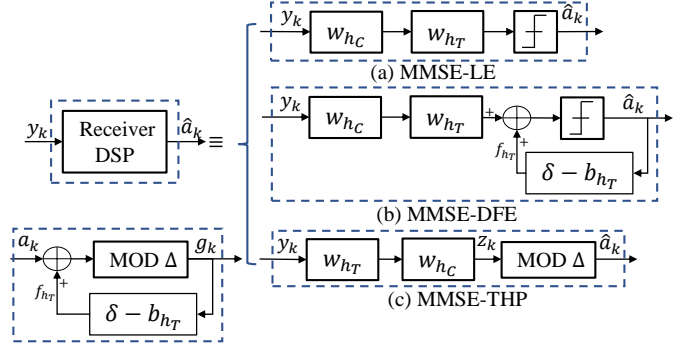 y_k w_{h_C} w_{h_T} â_k
(a) MMSE-LE
y_k w_{h_C} w_{h_T} + + f_{h_T} â_k
δ − b_{h_T}
(b) MMSE-DFE
y_k Receiver DSP â_k ≡
y_k w_{h_T} w_{h_C} z_k MOD Δ â_k
(c) MMSE-THP
a_k MOD Δ g_k
f_{h_T} +
δ − b_{h_T}